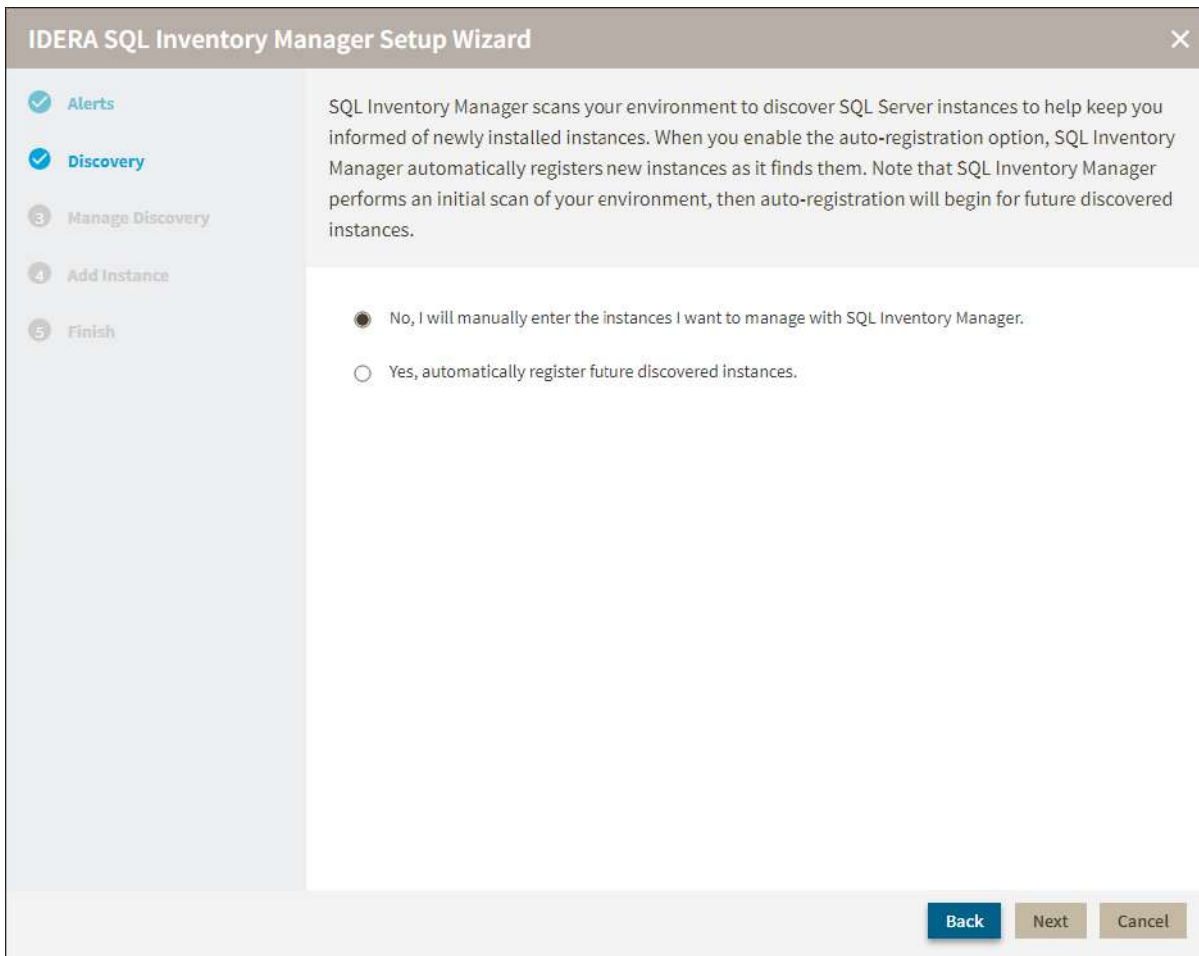 IDERA SQL Inventory Manager Setup Wizard
Alerts
Discovery
3 Manage Discovery
4 Add Instance
5 Finish
SQL Inventory Manager scans your environment to discover SQL Server instances to help keep you
informed of newly installed instances. When you enable the auto-registration option, SQL Inventory
Manager automatically registers new instances as it finds them. Note that SQL Inventory Manager
performs an initial scan of your environment, then auto-registration will begin for future discovered
instances.
No, I will manually enter the instances I want to manage with SQL Inventory Manager.
Yes, automatically register future discovered instances.
Back Next Cancel